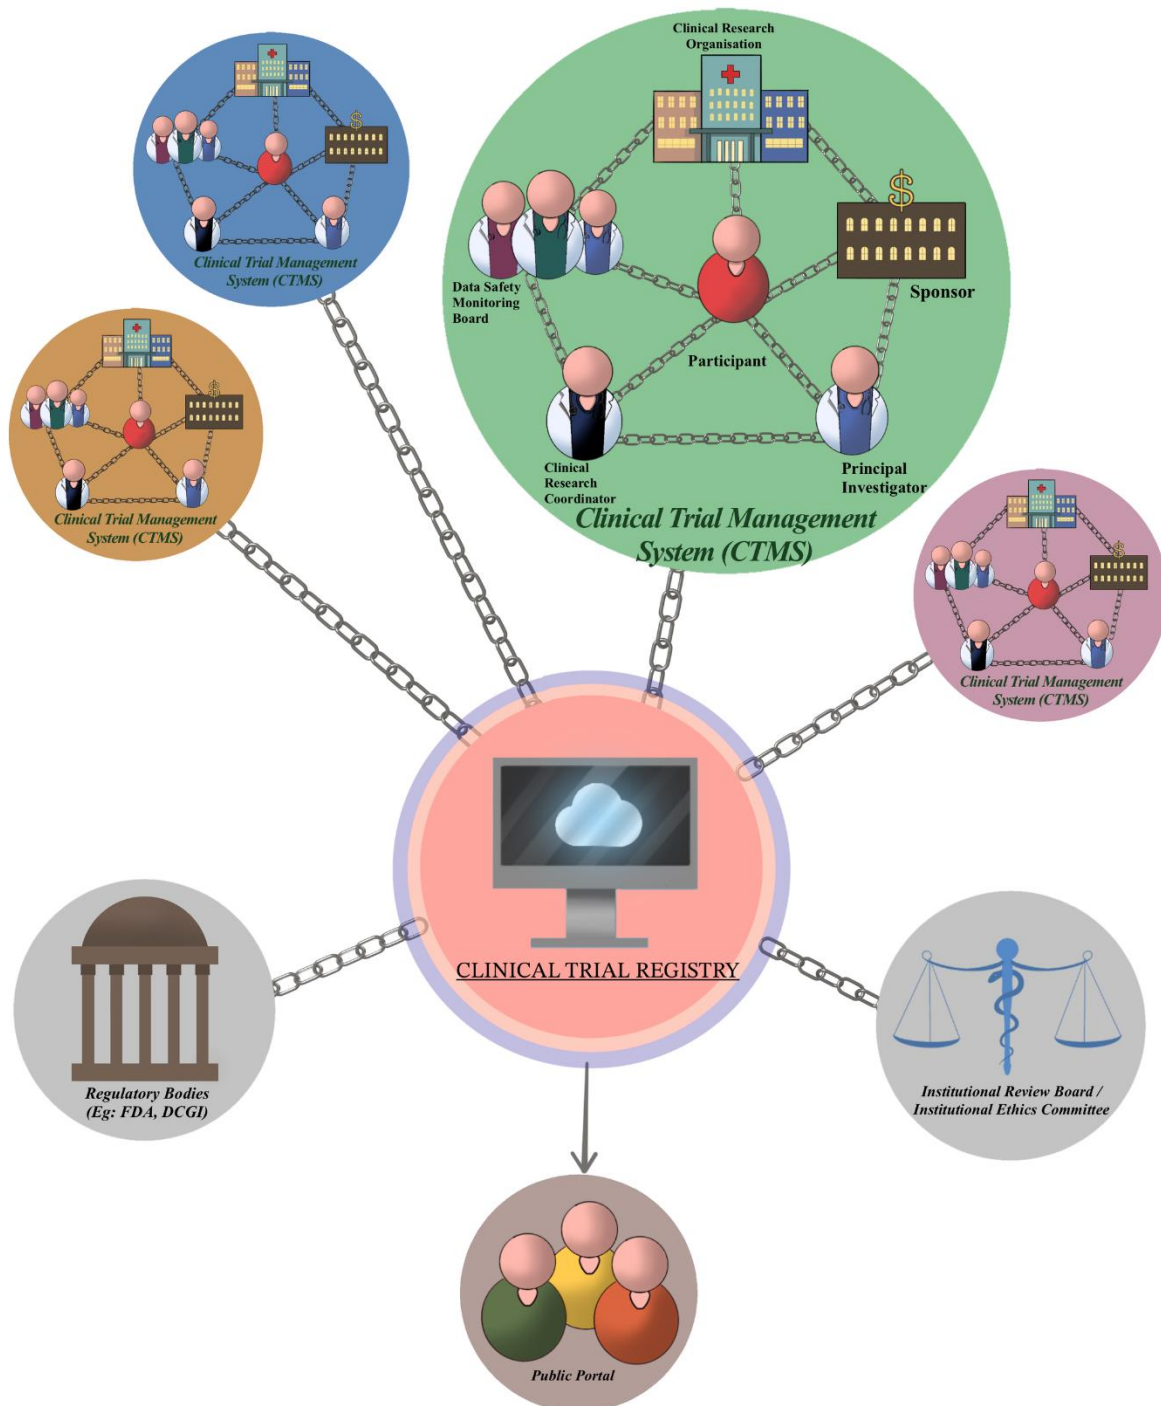 Clinical Research
Organisation
$
$
Data Safety
Monitoring
Board
Sponsor
Participant
Clinical
Research
Coordinator
Principal
Investigator
Clinical Trial Management
System (CTMS)
Clinical Trial Management
System (CTMS)
$
Clinical Trial Management
System (CTMS)
$
Clinical Trial Management
System (CTMS)
CLINICAL TRIAL REGISTRY
Regulatory Bodies
(Eg: FDA, DCGI)
Institutional Review Board /
Institutional Ethics Committee
Public Portal